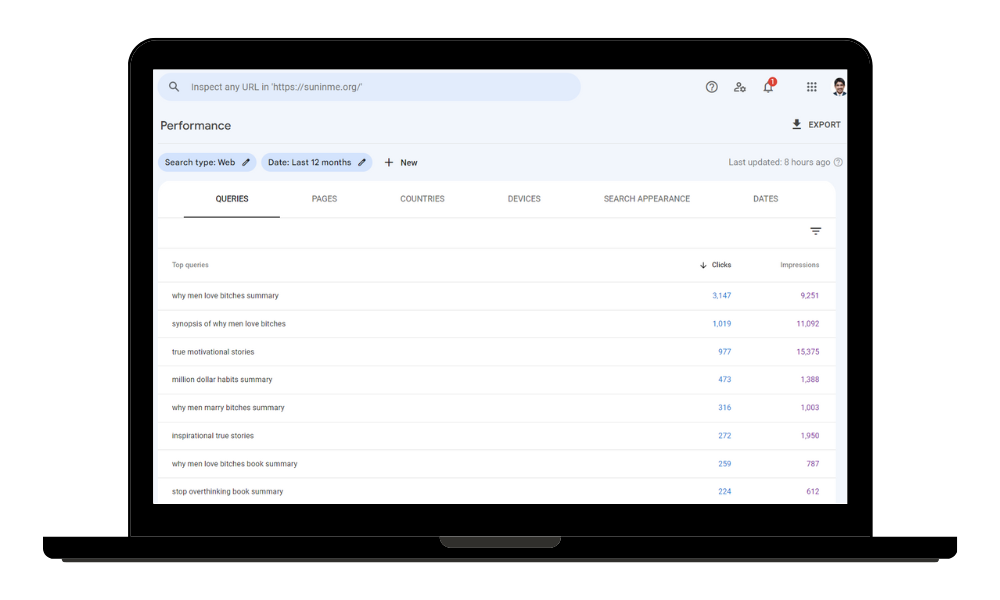 Inspect any URL in 'https://suninme.org/'
1
Performance
EXPORT
Search type: Web
Date: Last 12 months
+ New
Last updated: 8 hours ago
QUERIES PAGES COUNTRIES DEVICES SEARCH APPEARANCE DATES
Top queries Clicks Impressions
why men love bitches summary 3,147 9,251
synopsis of why men love bitches 1,019 11,092
true motivational stories 977 15,375
million dollar habits summary 473 1,388
why men marry bitches summary 316 1,003
inspirational true stories 272 1,950
why men love bitches book summary 259 787
stop overthinking book summary 224 612